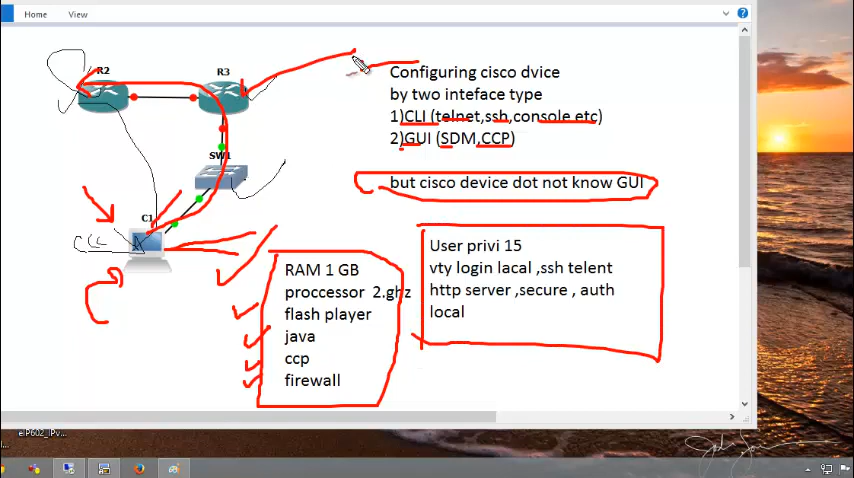 Home View
R2
R3
SW1
C1
Configuring cisco dvice
by two inteface type
1)CLI (telnet,ssh,console etc)
2)GUI (SDM,CCP)
but cisco device dot not know GUI
RAM 1 GB
proccessor 2.ghz
flash player
java
ccp
firewall
User privi 15
vty login lacal ,ssh telent
http server ,secure , auth
local